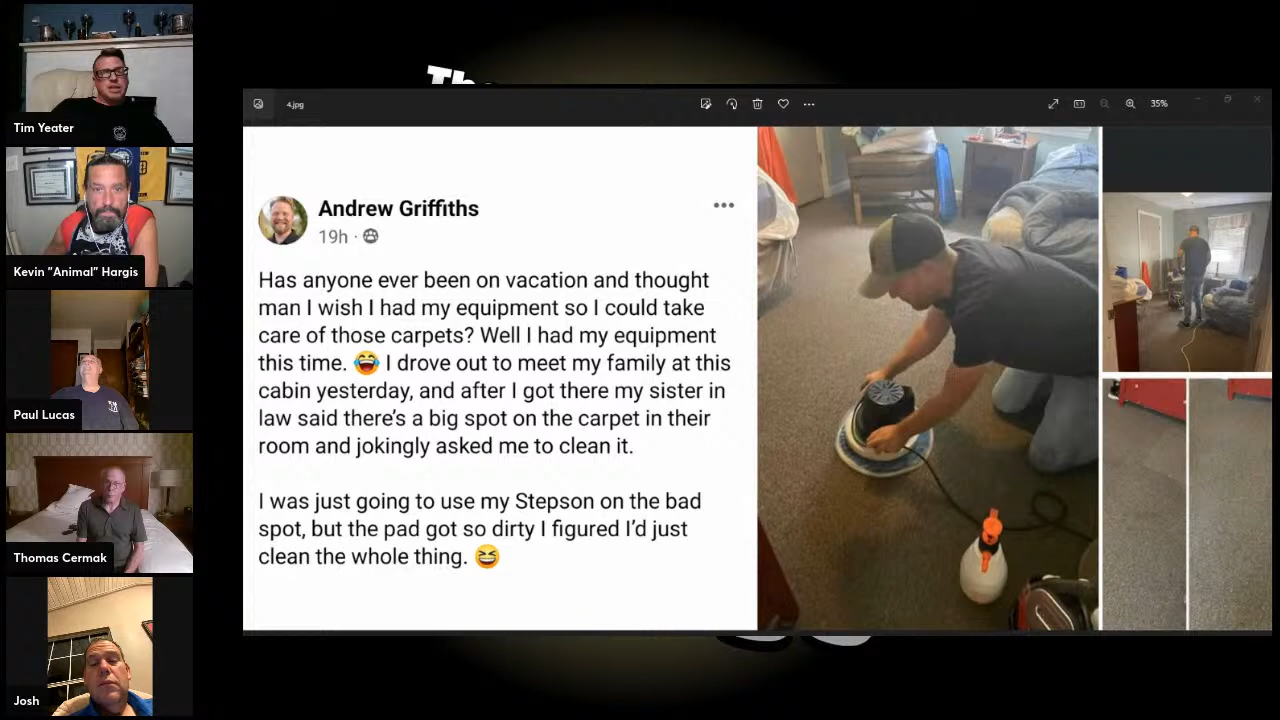 Tim Yeater
Kevin "Animal" Hargis
Paul Lucas
Thomas Cermak
Josh
The
4.jpg
35%
Andrew Griffiths
19h ·
Has anyone ever been on vacation and thought
man I wish I had my equipment so I could take
care of those carpets? Well I had my equipment
this time. 😂 I drove out to meet my family at this
cabin yesterday, and after I got there my sister in
law said there's a big spot on the carpet in their
room and jokingly asked me to clean it.
I was just going to use my Stepson on the bad
spot, but the pad got so dirty I figured I'd just
clean the whole thing. 😆